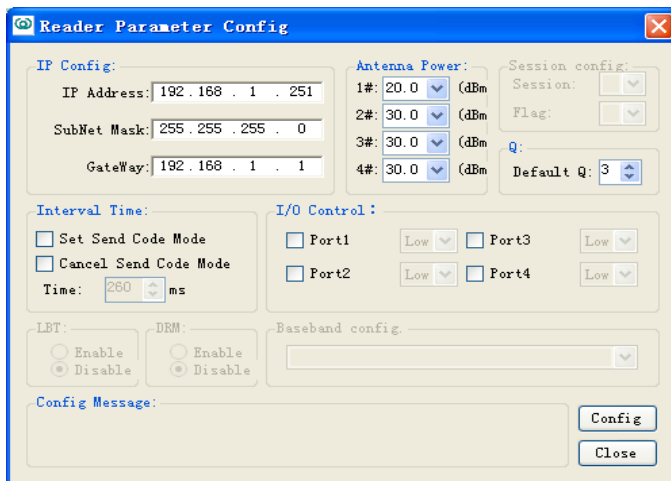 Reader Parameter Config
IP Config:
IP Address: 192.168 . 1 . 251
SubNet Mask: 255.255 .255 . 0
GateWay: 192.168 . 1 . 1
Antenna Power:
1#: 20.0 (dBm
2#: 30.0 (dBm
3#: 30.0 (dBm
4#: 30.0 (dBm
Session config:
Session:
Flag:
Q:
Default Q: 3
Interval Time:
Set Send Code Mode
Cancel Send Code Mode
Time: 260 ms
I/O Control:
Port1 Low Port3 Low
Port2 Low Port4 Low
LBT:
Enable
Disable
DRM:
Enable
Disable
Baseband config.
Config Message:
Config
Close